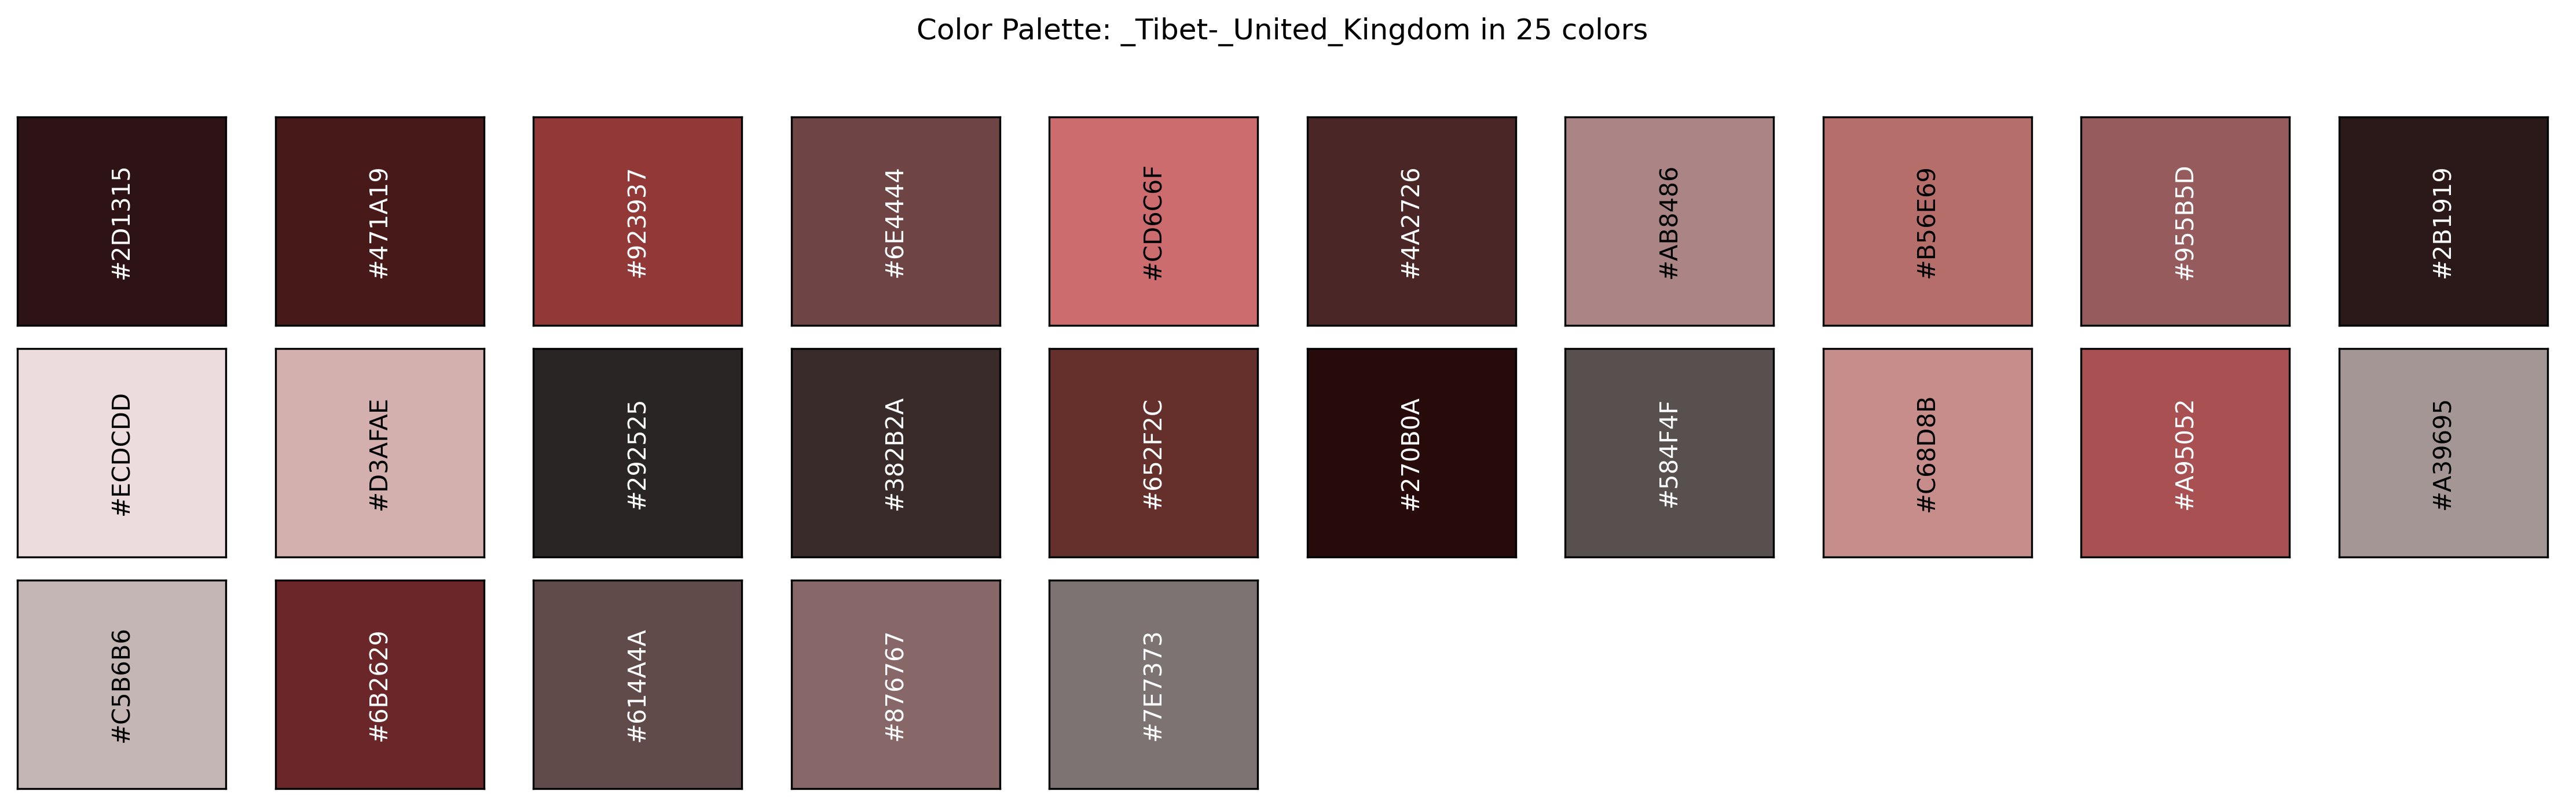 Color Palette: _Tibet-_United_Kingdom in 25 colors
#2D1315
#471A19
#923937
#6E4444
#CD6C6F
#4A2726
#AB8486
#B56E69
#955B5D
#2B1919
#ECDCDD
#D3AFAE
#292525
#382B2A
#652F2C
#270B0A
#584F4F
#C68D8B
#A95052
#A39695
#C5B6B6
#6B2629
#614A4A
#876767
#7E7373